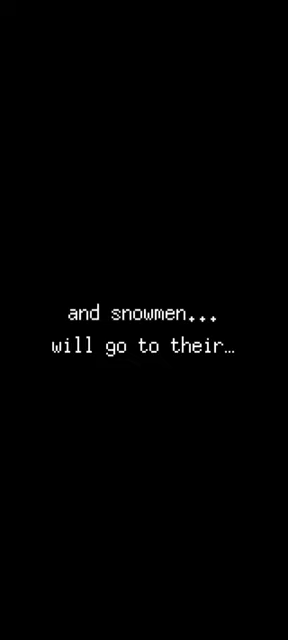 and snowmen...
will go to their…